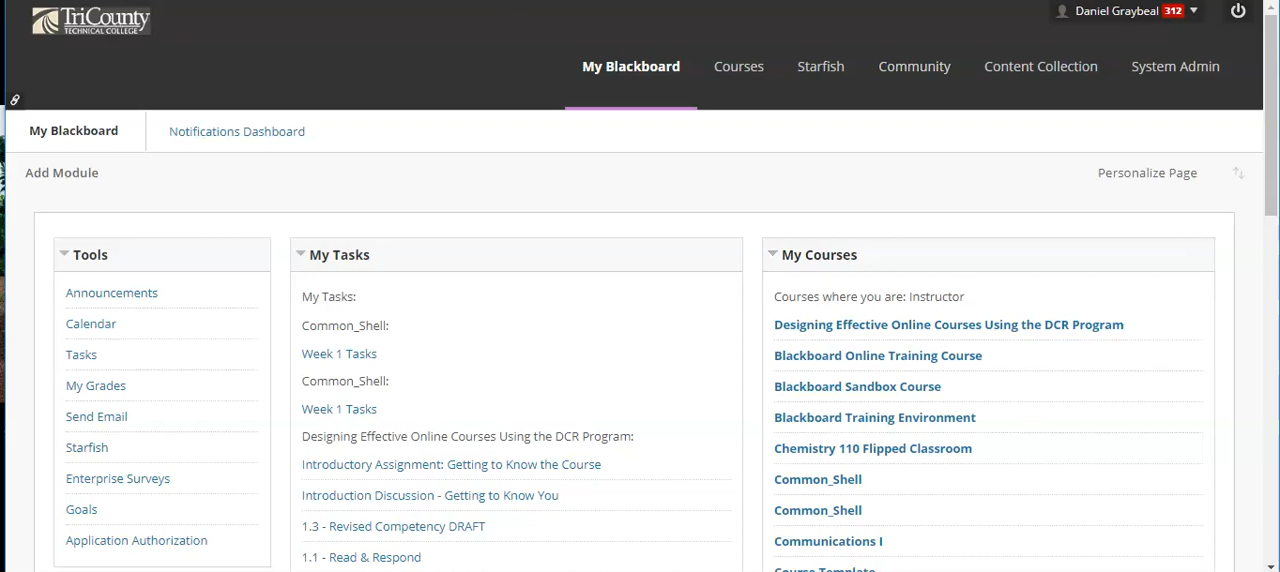 TriCounty
TECHNICAL COLLEGE
Daniel Graybeal 312
My Blackboard Courses Starfish Community Content Collection System Admin
My Blackboard Notifications Dashboard
Add Module Personalize Page
Tools
Announcements
Calendar
Tasks
My Grades
Send Email
Starfish
Enterprise Surveys
Goals
Application Authorization
My Tasks
My Tasks:
Common_Shell:
Week 1 Tasks
Common_Shell:
Week 1 Tasks
Designing Effective Online Courses Using the DCR Program:
Introductory Assignment: Getting to Know the Course
Introduction Discussion - Getting to Know You
1.3 - Revised Competency DRAFT
1.1 - Read & Respond
My Courses
Courses where you are: Instructor
Designing Effective Online Courses Using the DCR Program
Blackboard Online Training Course
Blackboard Sandbox Course
Blackboard Training Environment
Chemistry 110 Flipped Classroom
Common_Shell
Common_Shell
Communications I
Course Template